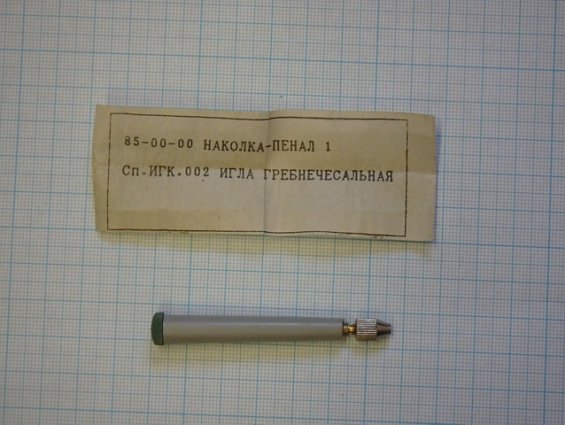 85-00-00 НАКОЛКА-ПЕНАЛ 1
Сп.ИГК.002 ИГЛА ГРЕБНЕЧЕСАЛЬНАЯ